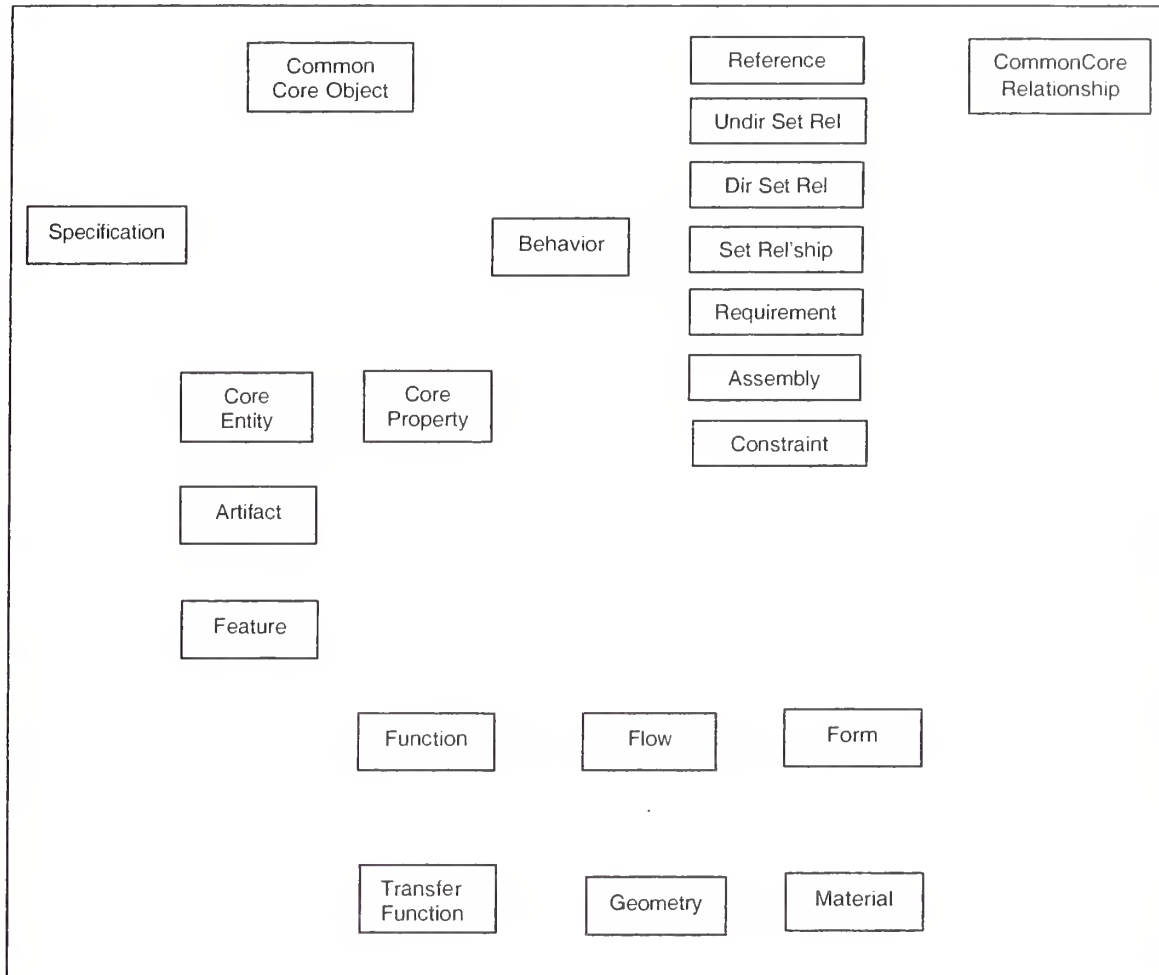 Common
Core Object
Reference
CommonCore
Relationship
Undir Set Rel
Dir Set Rel
Specification
Behavior
Set Rel'ship
Requirement
Core
Entity
Core
Property
Assembly
Constraint
Artifact
Feature
Function
Flow
Form
Transfer
Function
Geometry
Material